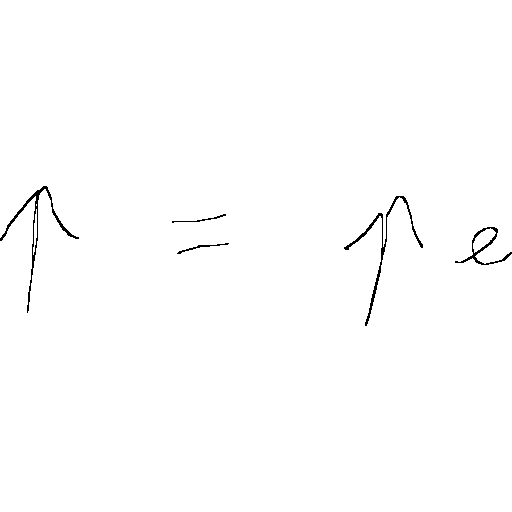 ↑ = ↑ e